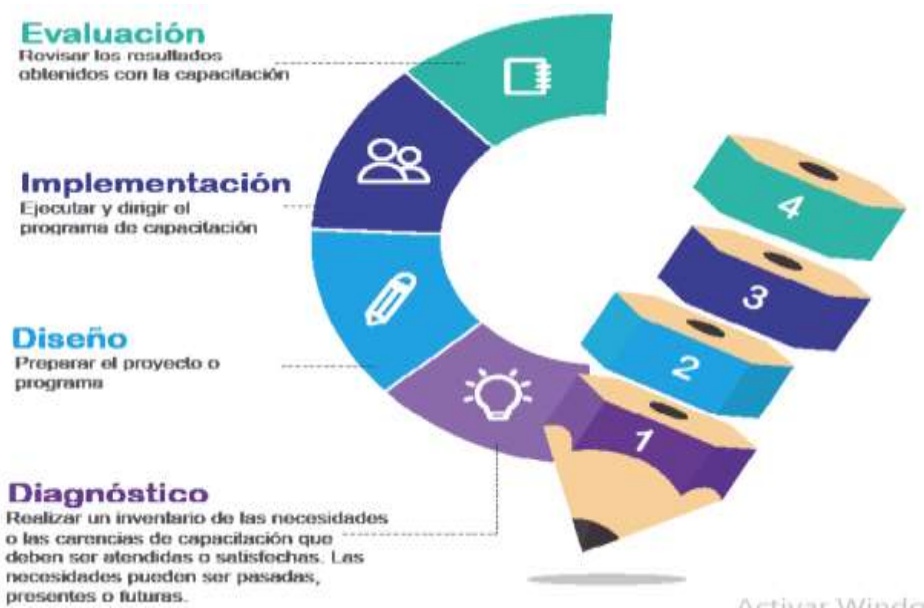 Evaluación
Revisar los resultados
obtenidos con la capacitación
Implementación
Ejecutar y dirigir el
programa de capacitación
Diseño
Preparar el proyecto o
programa
Diagnóstico
Realizar un inventario de las necesidades
o las carencias de capacitación que
deben ser atendidas o satisfechas. Las
necesidades pueden ser pasadas,
presentes o futuras.
4
3
2
1
Activar